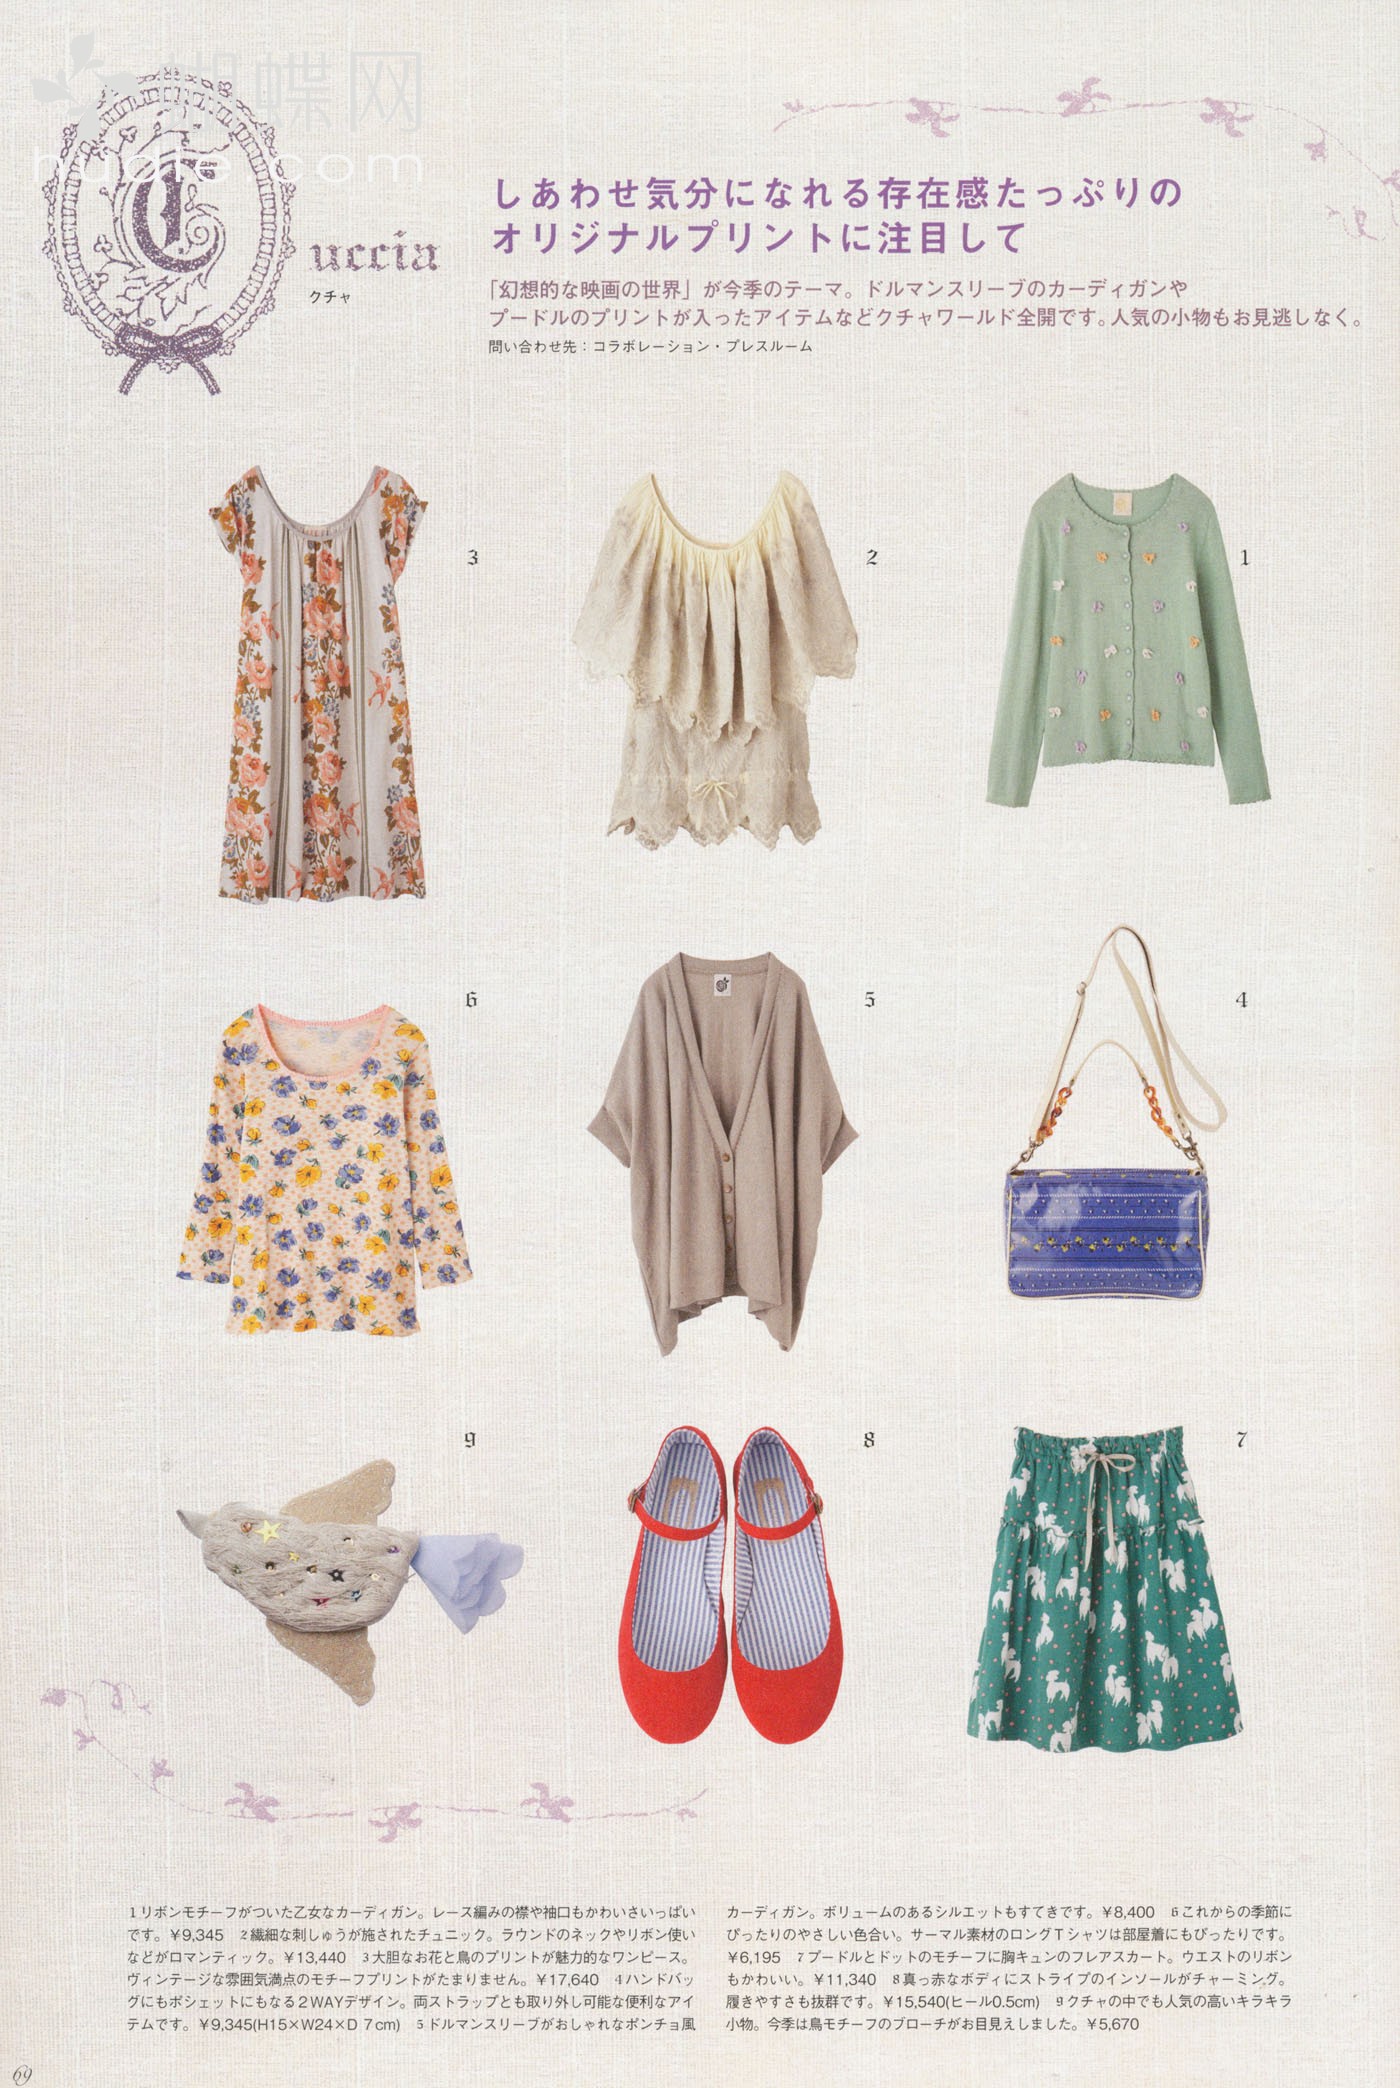 蝴蝶网
hudie.com
Cuccia
クチャ
しあわせ気分になれる存在感たっぷりの
オリジナルプリントに注目して
「幻想的な映画の世界」が今季のテーマ。ドルマンスリーブのカーディガンや
プードルのプリントが入ったアイテムなどクチャワールド全開です。人気の小物もお見逃しなく。
問い合わせ先：コラボレーション・プレスルーム
3
2
1
6
5
4
9
8
7
1リボンモチーフがついた乙女なカーディガン。レース編みの襟や袖口もかわいさいっぱい
です。￥9,345　2繊細な刺しゅうが施されたチュニック。ラウンドのネックやリボン使い
などがロマンティック。￥13,440　3大胆なお花と鳥のプリントが魅力的なワンピース。
ヴィンテージな雰囲気満点のモチーフプリントがたまりません。￥17,640　4ハンドバッ
グにもポシェットにもなる2WAYデザイン。両ストラップとも取り外し可能な便利なアイ
テムです。￥9,345(H15×W24×D 7cm)　5ドルマンスリーブがおしゃれなポンチョ風
カーディガン。ボリュームのあるシルエットもすてきです。￥8,400　6これからの季節に
ぴったりのやさしい色合い。サーマル素材のロングTシャツは部屋着にもぴったりです。
￥6,195　7プードルとドットのモチーフに胸キュンのフレアスカート。ウエストのリボン
もかわいい。￥11,340　8真っ赤なボディにストライプのインソールがチャーミング。
履きやすさも抜群です。￥15,540(ヒール0.5cm)　9クチャの中でも人気の高いキラキラ
小物。今季は鳥モチーフのブローチがお目見えしました。￥5,670
69